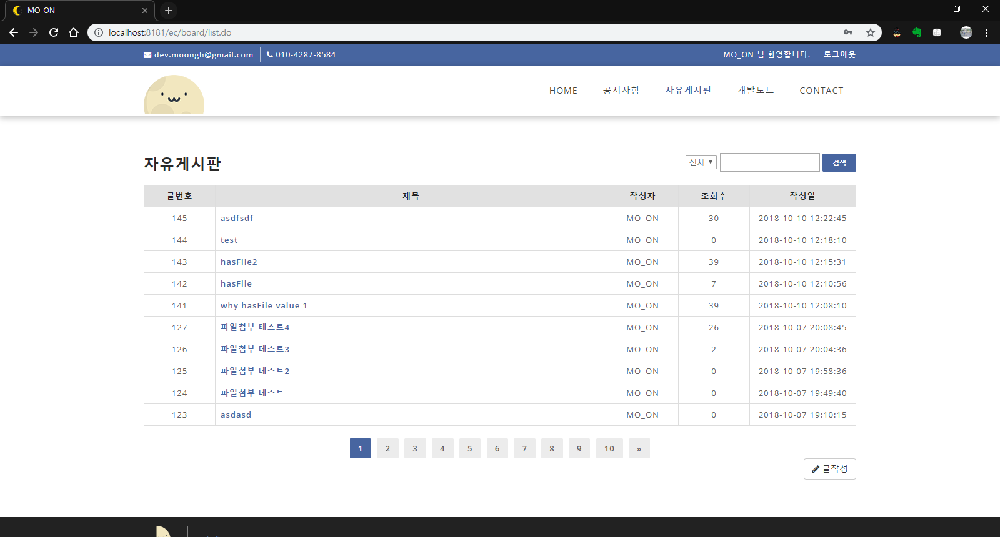 MO_ON
localhost:8181/ec/board/list.do
dev.moongh@gmail.com 010-4287-8584 MO_ON 님 환영합니다. 로그아웃
HOME 공지사항 자유게시판 개발노트 CONTACT
자유게시판 전체 검색
글번호 제목 작성자 조회수 작성일
145 asdfsdf MO_ON 30 2018-10-10 12:22:45
144 test MO_ON 0 2018-10-10 12:18:10
143 hasFile2 MO_ON 39 2018-10-10 12:15:31
142 hasFile MO_ON 7 2018-10-10 12:10:56
141 why hasFile value 1 MO_ON 39 2018-10-10 12:08:10
127 파일첨부 테스트4 MO_ON 26 2018-10-07 20:08:45
126 파일첨부 테스트3 MO_ON 2 2018-10-07 20:04:36
125 파일첨부 테스트2 MO_ON 0 2018-10-07 19:58:36
124 파일첨부 테스트 MO_ON 0 2018-10-07 19:49:40
123 asdasd MO_ON 0 2018-10-07 19:10:15
1 2 3 4 5 6 7 8 9 10 »
글작성